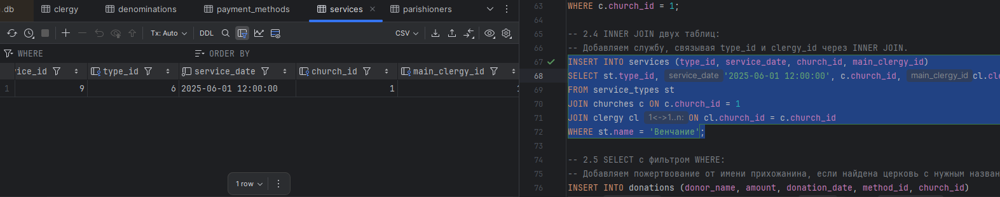 .db clergy denominations payment_methods services parishioners
Tx: Auto DDL CSV
WHERE ORDER BY
ice_id type_id service_date church_id main_clergy_id
1 9 6 2025-06-01 12:00:00 1
1 row
63 WHERE c.church_id = 1;
64
65 -- 2.4 INNER JOIN двух таблиц:
66 -- Добавляем службу, связывая type_id и clergy_id через INNER JOIN.
67 INSERT INTO services (type_id, service_date, church_id, main_clergy_id)
68 SELECT st.type_id, service_date '2025-06-01 12:00:00', c.church_id, main_clergy_id cl.cle
69 FROM service_types st
70 JOIN churches c ON c.church_id = 1
71 JOIN clergy cl 1<->1..n: ON cl.church_id = c.church_id
72 WHERE st.name = 'Венчание';
73
74 -- 2.5 SELECT с фильтром WHERE:
75 -- Добавляем пожертвование от имени прихожанина, если найдена церковь с нужным назван
76 INSERT INTO donations (donor_name, amount, donation_date, method_id, church_id)